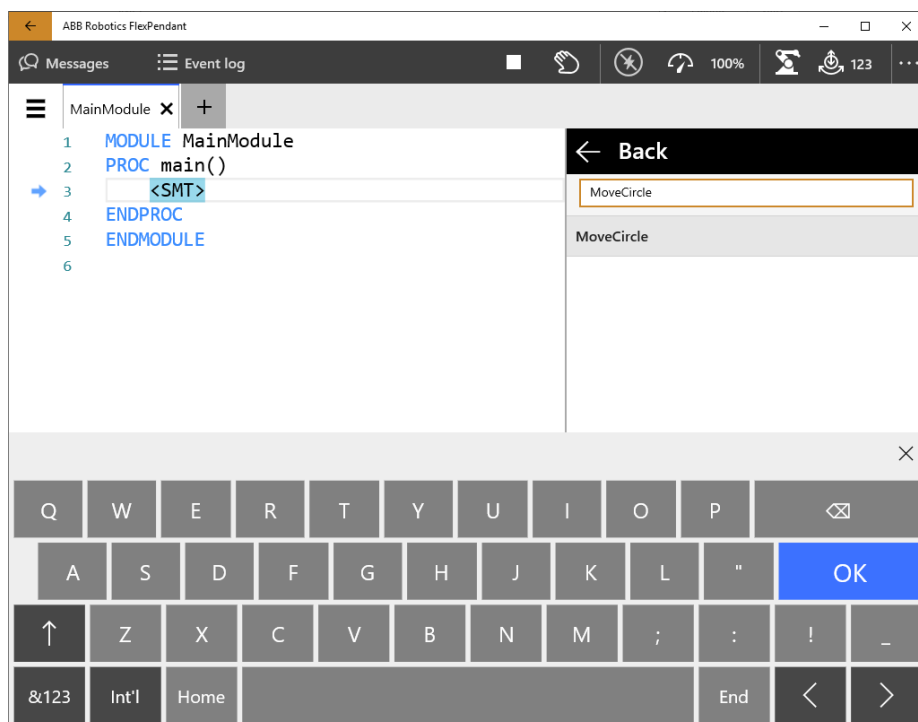 ABB Robotics FlexPendant
Messages Event log 100% 123 ...
MainModule
1 MODULE MainModule
2 PROC main()
3 <SMT>
4 ENDPROC
5 ENDMODULE
6
Back
MoveCircle
MoveCircle
Q W E R T Y U I O P
A S D F G H J K L " OK
Z X C V B N M ; : ! _
&123 Int'l Home End